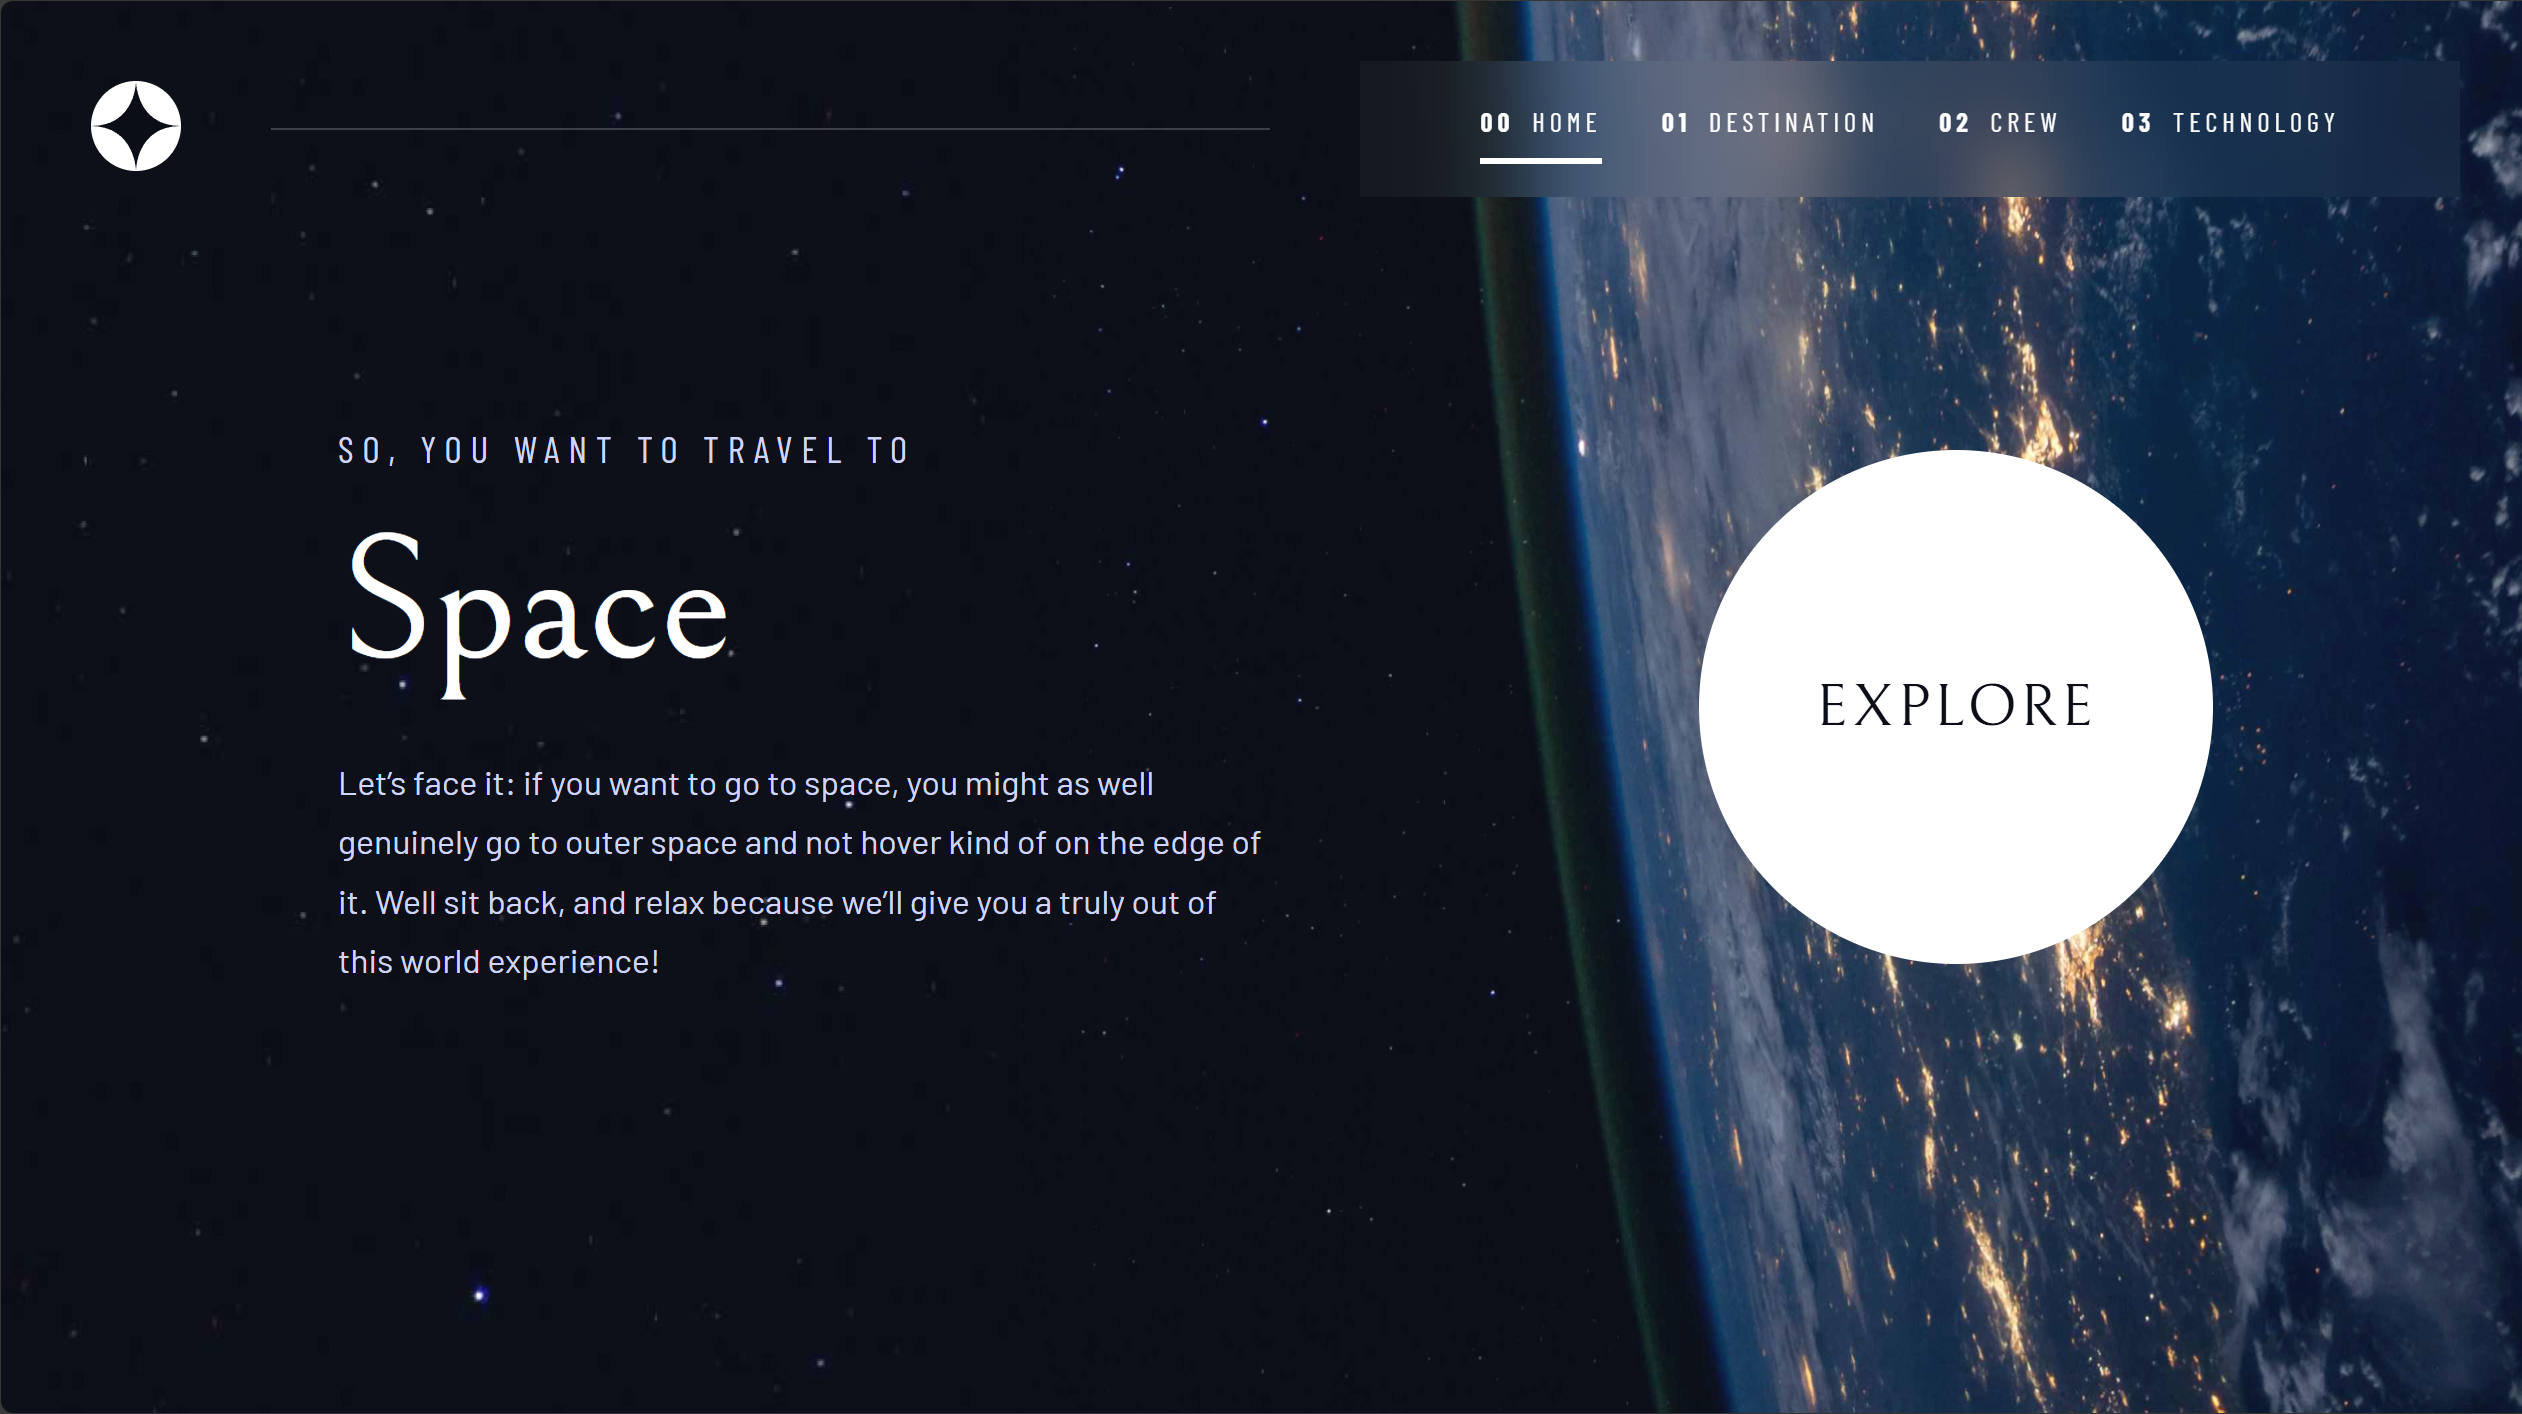 00 HOME 01 DESTINATION 02 CREW 03 TECHNOLOGY
SO, YOU WANT TO TRAVEL TO
Space
Let’s face it: if you want to go to space, you might as well
genuinely go to outer space and not hover kind of on the edge of
it. Well sit back, and relax because we’ll give you a truly out of
this world experience!
EXPLORE